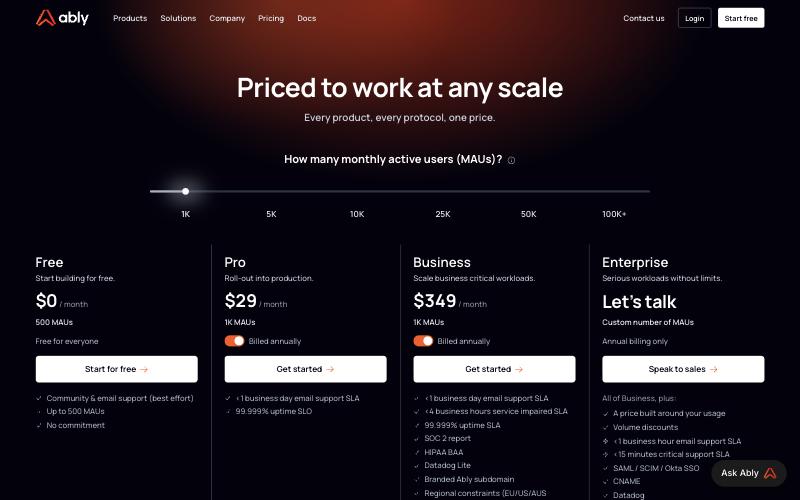 ably
Products Solutions Company Pricing Docs
Contact us Login Start free
Priced to work at any scale
Every product, every protocol, one price.
How many monthly active users (MAUs)?
1K 5K 10K 25K 50K 100K+
Free
Start building for free.
$0 / month
500 MAUs
Free for everyone
Start for free →
Community & email support (best effort)
Up to 500 MAUs
No commitment
Pro
Roll-out into production.
$29 / month
1K MAUs
Billed annually
Get started →
<1 business day email support SLA
99.999% uptime SLO
Business
Scale business critical workloads.
$349 / month
1K MAUs
Billed annually
Get started →
<1 business day email support SLA
<4 business hours service impaired SLA
99.999% uptime SLA
SOC 2 report
HIPAA BAA
Datadog Lite
Branded Ably subdomain
Regional constraints (EU/US/AUS
Enterprise
Serious workloads without limits.
Let's talk
Custom number of MAUs
Annual billing only
Speak to sales →
All of Business, plus:
A price built around your usage
Volume discounts
<1 business hour email support SLA
<15 minutes critical support SLA
SAML / SCIM / Okta SSO
CNAME
Datadog
Ask Ably